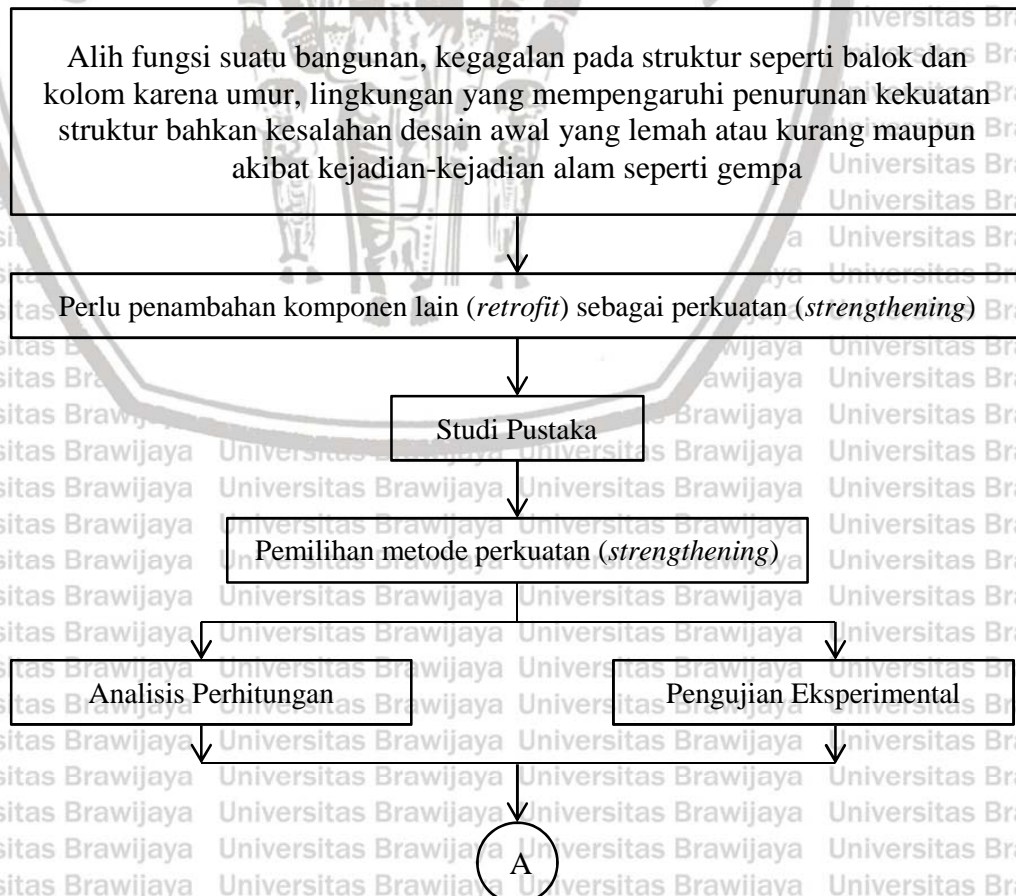 Alih fungsi suatu bangunan, kegagalan pada struktur seperti balok dan
kolom karena umur, lingkungan yang mempengaruhi penurunan kekuatan
struktur bahkan kesalahan desain awal yang lemah atau kurang maupun
akibat kejadian-kejadian alam seperti gempa
Perlu penambahan komponen lain (retrofit) sebagai perkuatan (strengthening)
Studi Pustaka
Pemilihan metode perkuatan (strengthening)
Analisis Perhitungan
Pengujian Eksperimental
A